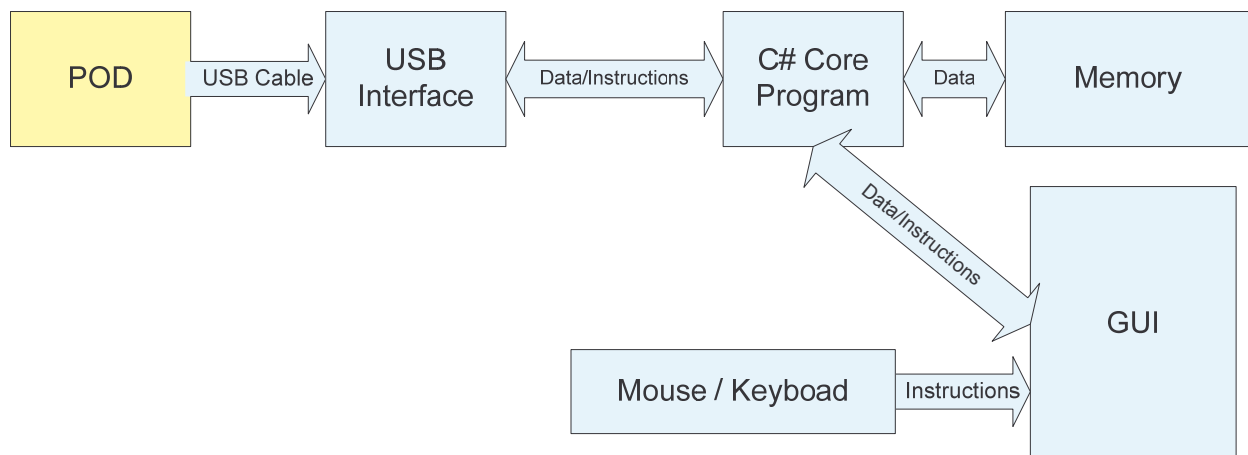 POD
USB Cable
USB
Interface
Data/Instructions
C# Core
Program
Data
Memory
Data/Instructions
GUI
Mouse / Keyboad
Instructions